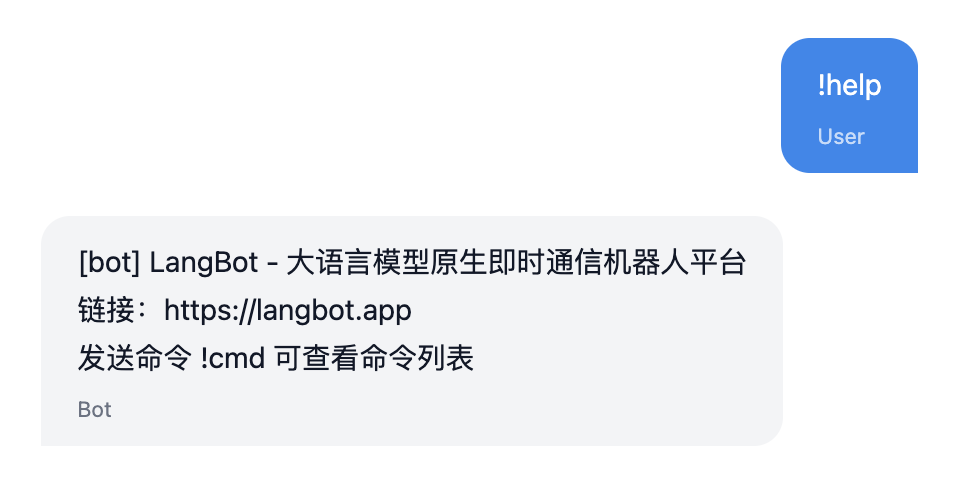 !help
User
[bot] LangBot - 大语言模型原生即时通信机器人平台
链接：https://langbot.app
发送命令 !cmd 可查看命令列表
Bot